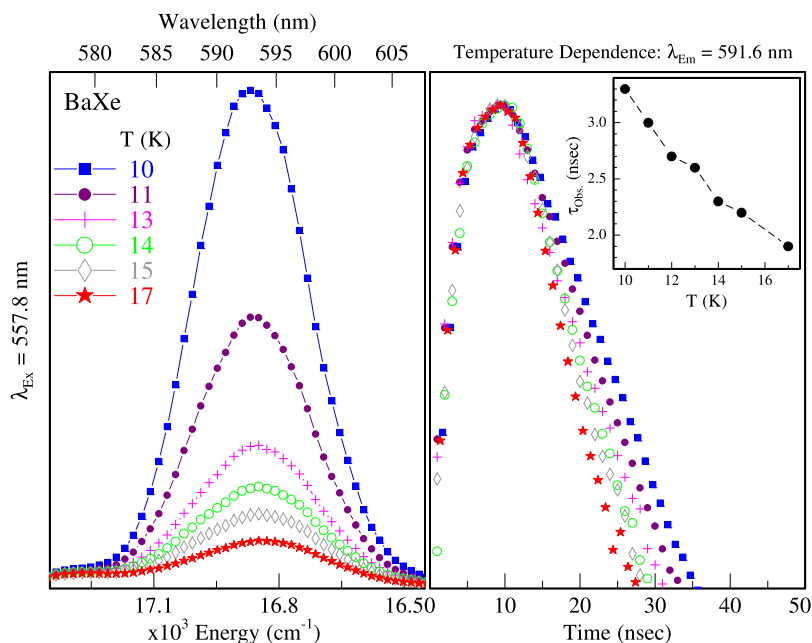 Wavelength (nm)
580 585 590 595 600 605
Temperature Dependence: λEm = 591.6 nm
BaXe
T (K)
10
11
13
14
15
17
λEx = 557.8 nm
17.1 16.8 16.50
x10³ Energy (cm⁻¹)
τObs. (nsec)
3.0
2.5
2.0
10 12 14 16
T (K)
10 20 30 40 50
Time (nsec)